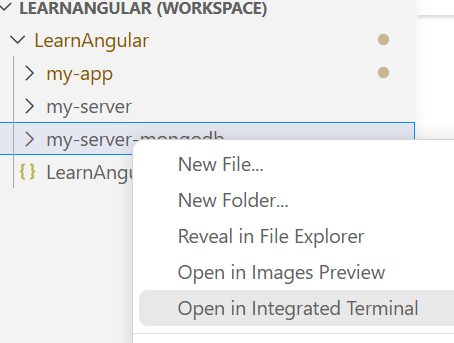 LEARNANGULAR (WORKSPACE)
LearnAngular
my-app
my-server
my-server-mongodb
{} LearnAngu
New File...
New Folder...
Reveal in File Explorer
Open in Images Preview
Open in Integrated Terminal